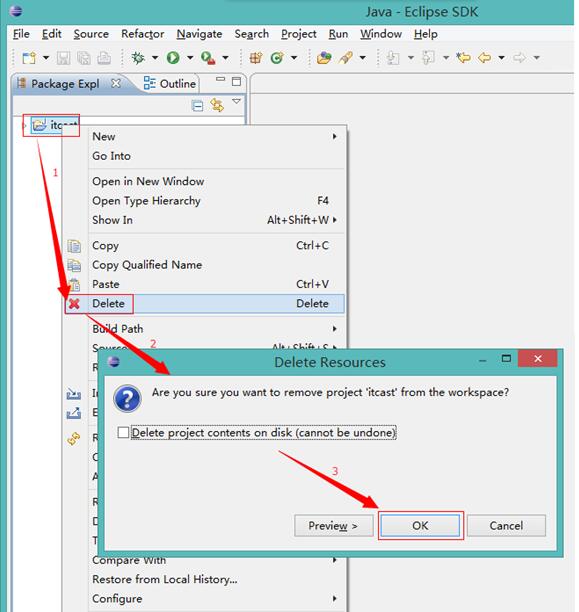 Java - Eclipse SDK
File Edit Source Refactor Navigate Search Project Run Window Help
Package Expl Outline
itcast
New
Go Into
1
Open in New Window
Open Type Hierarchy F4
Show In Alt+Shift+W
Copy Ctrl+C
Copy Qualified Name
Paste Ctrl+V
Delete Delete
Build Path
2
Delete Resources
Are you sure you want to remove project 'itcast' from the workspace?
Delete project contents on disk (cannot be undone)
3
Preview > OK Cancel
Compare With
Restore from Local History...
Configure